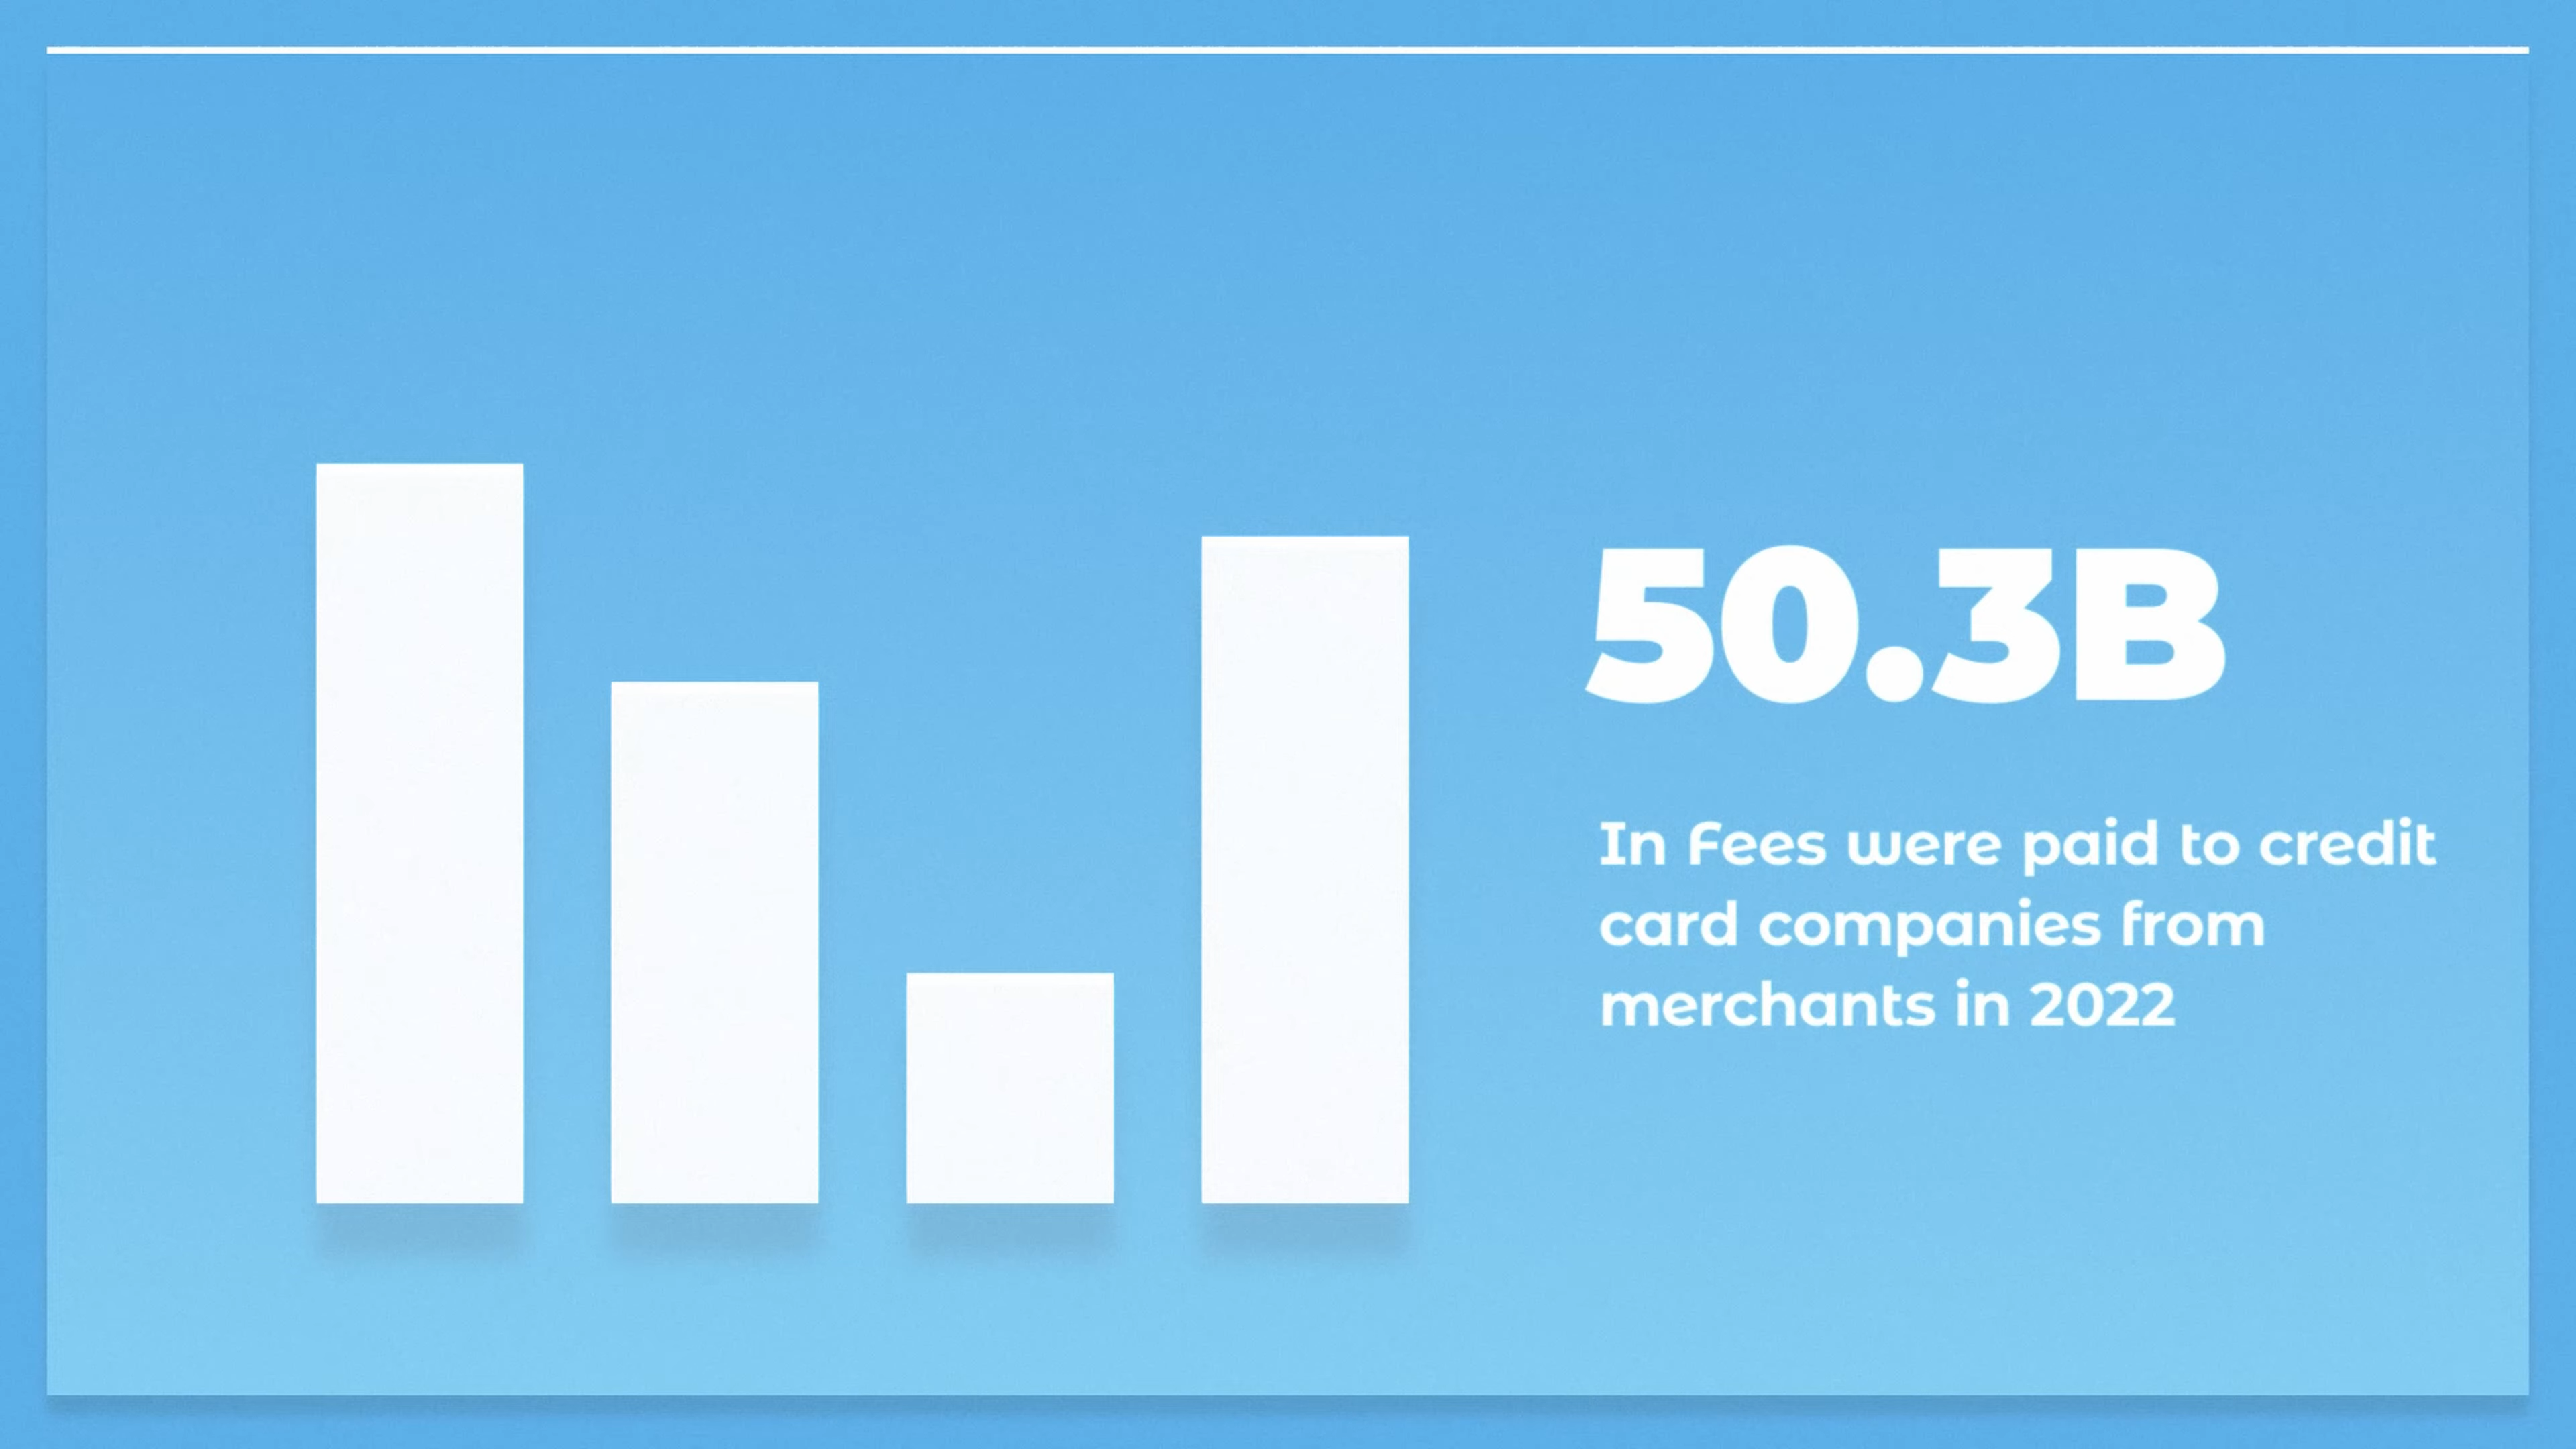 50.3B
In Fees were paid to credit
card companies from
merchants in 2022